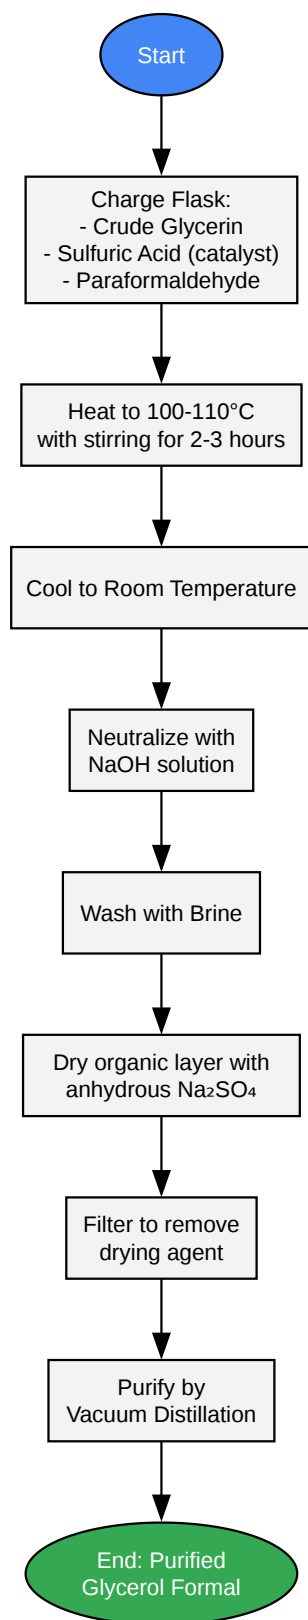 Start
Charge Flask:
- Crude Glycerin
- Sulfuric Acid (catalyst)
- Paraformaldehyde
Heat to 100-110°C
with stirring for 2-3 hours
Cool to Room Temperature
Neutralize with
NaOH solution
Wash with Brine
Dry organic layer with
anhydrous Na₂SO₄
Filter to remove
drying agent
Purify by
Vacuum Distillation
End: Purified
Glycerol Formal